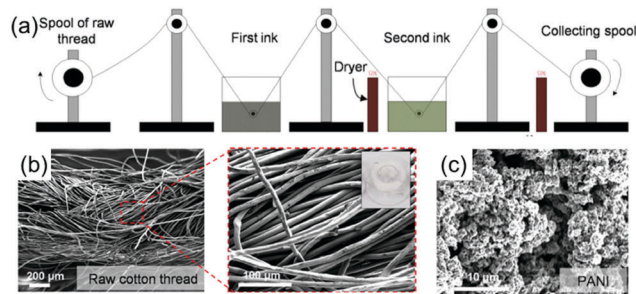 (a)
Spool of raw
thread
First ink
Second ink
Collecting spool
Dryer
(b)
200 µm
Raw cotton thread
100 µm
(c)
10 µm
PANI